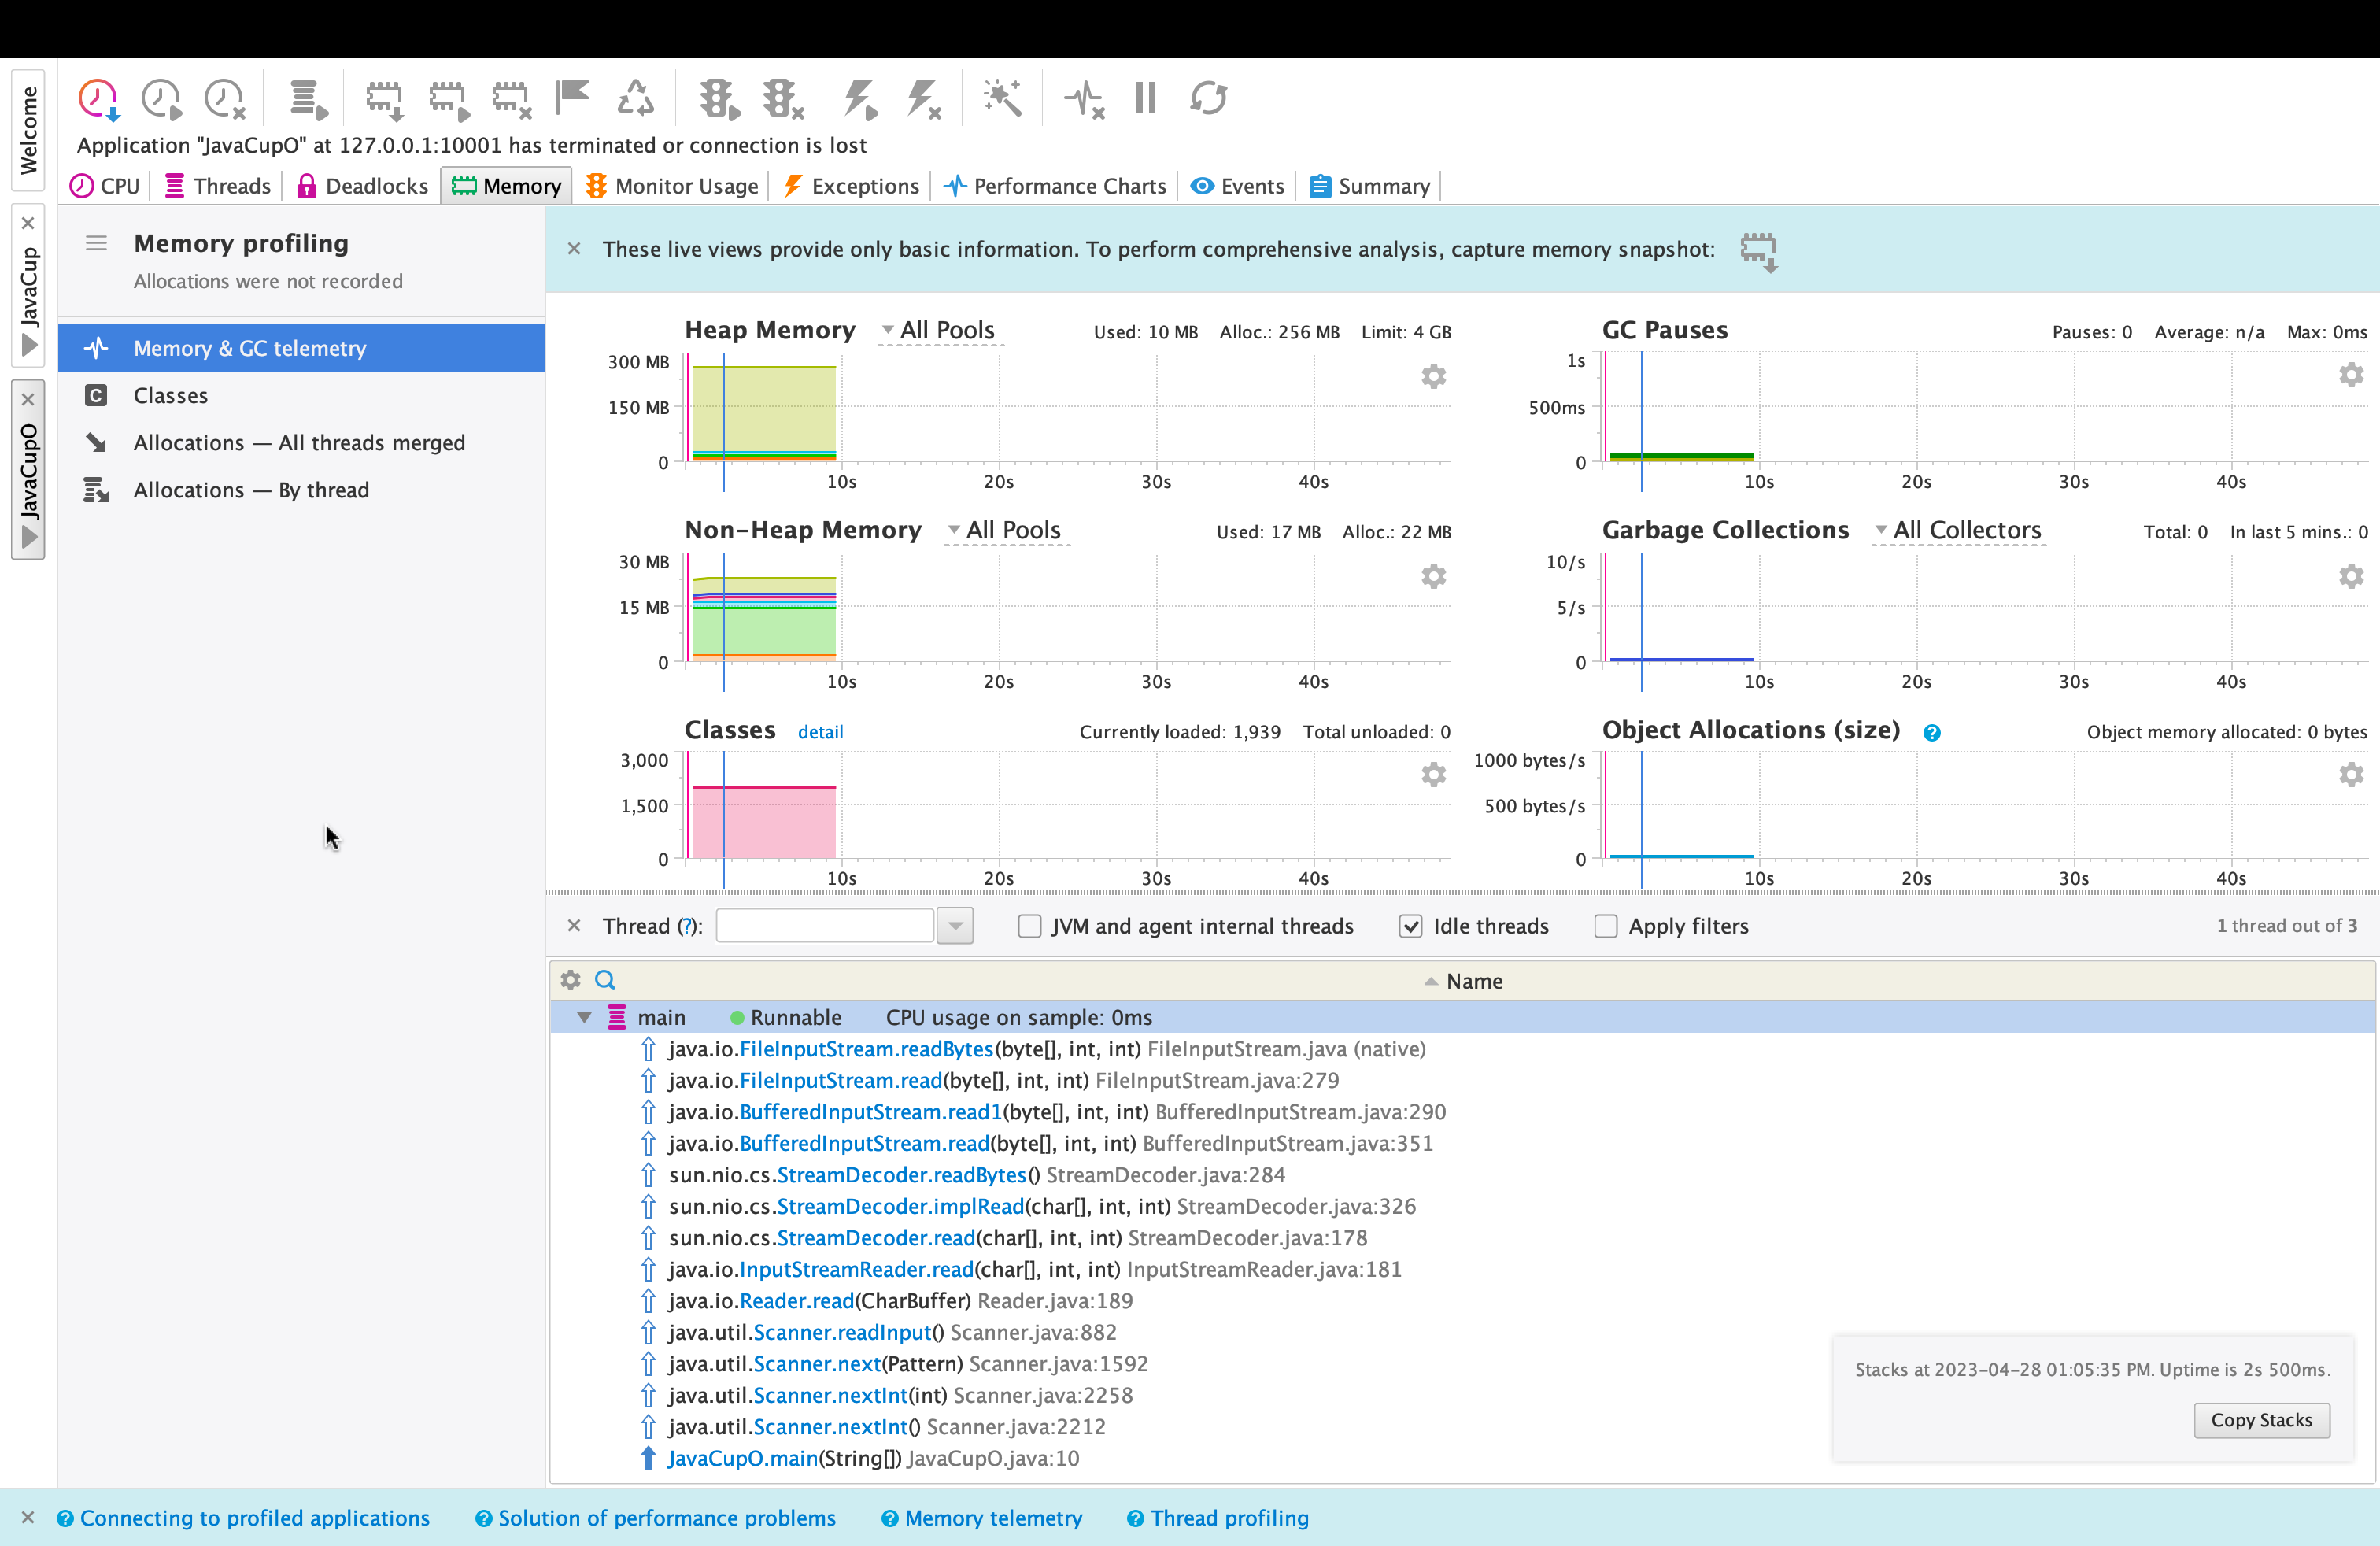 Welcome
JavaCup
JavaCupO
Application "JavaCupO" at 127.0.0.1:10001 has terminated or connection is lost
CPU Threads Deadlocks Memory Monitor Usage Exceptions Performance Charts Events Summary
Memory profiling
Allocations were not recorded
Memory & GC telemetry
C Classes
Allocations — All threads merged
Allocations — By thread
These live views provide only basic information. To perform comprehensive analysis, capture memory snapshot:
Heap Memory All Pools Used: 10 MB Alloc.: 256 MB Limit: 4 GB
300 MB
150 MB
0
10s 20s 30s 40s
GC Pauses Pauses: 0 Average: n/a Max: 0ms
1s
500ms
0
10s 20s 30s 40s
Non-Heap Memory All Pools Used: 17 MB Alloc.: 22 MB
30 MB
15 MB
0
10s 20s 30s 40s
Garbage Collections All Collectors Total: 0 In last 5 mins.: 0
10/s
5/s
0
10s 20s 30s 40s
Classes detail Currently loaded: 1,939 Total unloaded: 0
3,000
1,500
0
10s 20s 30s 40s
Object Allocations (size) ? Object memory allocated: 0 bytes
1000 bytes/s
500 bytes/s
0
10s 20s 30s 40s
Thread (?): JVM and agent internal threads Idle threads Apply filters 1 thread out of 3
Name
main Runnable CPU usage on sample: 0ms
java.io.FileInputStream.readBytes(byte[], int, int) FileInputStream.java (native)
java.io.FileInputStream.read(byte[], int, int) FileInputStream.java:279
java.io.BufferedInputStream.read1(byte[], int, int) BufferedInputStream.java:290
java.io.BufferedInputStream.read(byte[], int, int) BufferedInputStream.java:351
sun.nio.cs.StreamDecoder.readBytes() StreamDecoder.java:284
sun.nio.cs.StreamDecoder.implRead(char[], int, int) StreamDecoder.java:326
sun.nio.cs.StreamDecoder.read(char[], int, int) StreamDecoder.java:178
java.io.InputStreamReader.read(char[], int, int) InputStreamReader.java:181
java.io.Reader.read(CharBuffer) Reader.java:189
java.util.Scanner.readInput() Scanner.java:882
java.util.Scanner.next(Pattern) Scanner.java:1592
java.util.Scanner.nextInt(int) Scanner.java:2258
java.util.Scanner.nextInt() Scanner.java:2212
JavaCupO.main(String[]) JavaCupO.java:10
Stacks at 2023-04-28 01:05:35 PM. Uptime is 2s 500ms.
Copy Stacks
? Connecting to profiled applications ? Solution of performance problems ? Memory telemetry ? Thread profiling